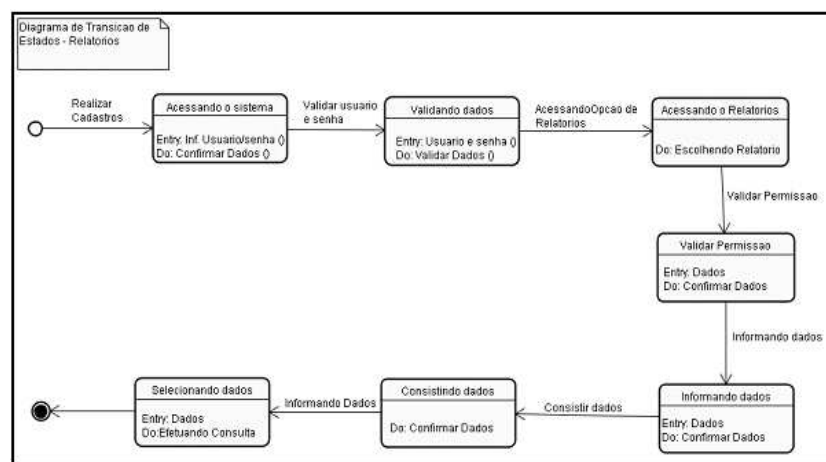 Diagrama de Transicao de
Estados - Relatorios
Realizar
Cadastros
Acessando o sistema
Entry: Inf. Usuario/senha ()
Do: Confirmar Dados ()
Validar usuario
e senha
Validando dados
Entry: Usuario e senha ()
Do: Validar Dados ()
AcessandoOpcao de
Relatorios
Acessando o Relatorios
Do: Escolhendo Relatorio
Validar Permissao
Validar Permissao
Entry: Dados
Do: Confirmar Dados
Informando dados
Informando dados
Entry: Dados
Do: Confirmar Dados
Consistir dados
Consistindo dados
Do: Confirmar Dados
Informando Dados
Selecionando dados
Entry: Dados
Do:Efetuando Consulta